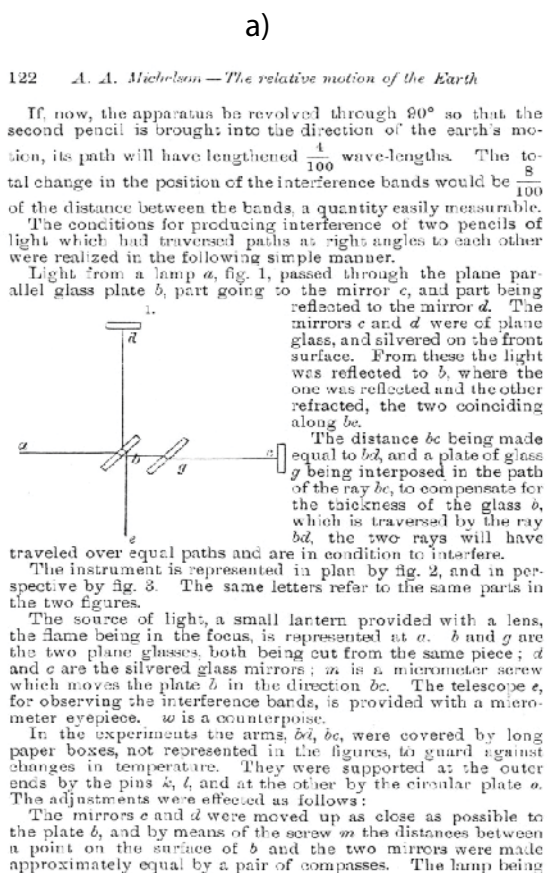 a)
122 A. A. Michelson — The relative motion of the Earth
If, now, the apparatus be revolved through 90° so that the
second pencil is brought into the direction of the earth's mo-
tion, its path will have lengthened 4/100 wave-lengths. The to-
tal change in the position of the interference bands would be 8/100
of the distance between the bands, a quantity easily measurable.
The conditions for producing interference of two pencils of
light which had traversed paths at right angles to each other
were realized in the following simple manner.
Light from a lamp a, fig. 1, passed through the plane par-
allel glass plate b, part going to the mirror c, and part being
reflected to the mirror d. The
mirrors c and d were of plane
glass, and silvered on the front
surface. From these the light
was reflected to b, where the
one was reflected and the other
refracted, the two coinciding
along be.
The distance bc being made
equal to bd, and a plate of glass
g being interposed in the path
of the ray bc, to compensate for
the thickness of the glass b,
which is traversed by the ray
bd, the two rays will have
1.
d
a
b
g
c
e
traveled over equal paths and are in condition to interfere.
The instrument is represented in plan by fig. 2, and in per-
spective by fig. 3. The same letters refer to the same parts in
the two figures.
The source of light, a small lantern provided with a lens,
the flame being in the focus, is represented at a. b and g are
the two plane glasses, both being cut from the same piece; d
and c are the silvered glass mirrors; m is a micrometer screw
which moves the plate b in the direction bc. The telescope e,
for observing the interference bands, is provided with a micro-
meter eyepiece. w is a counterpoise.
In the experiments the arms, bd, bc, were covered by long
paper boxes, not represented in the figures, to guard against
changes in temperature. They were supported at the outer
ends by the pins k, l, and at the other by the circular plate o.
The adjustments were effected as follows:
The mirrors c and d were moved up as close as possible to
the plate b, and by means of the screw m the distances between
a point on the surface of b and the two mirrors were made
approximately equal by a pair of compasses. The lamp being